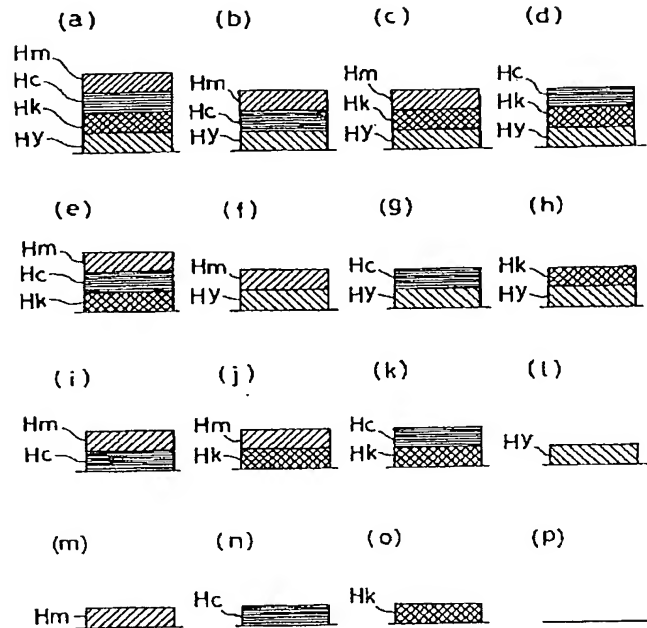 (a) (b) (c) (d)
Hm Hm Hm Hc
Hc Hc Hk Hk
Hk Hy Hy Hy
Hy
(e) (f) (g) (h)
Hm Hm Hc Hk
Hc Hy Hy Hy
Hk
(i) (j) (k) (l)
Hm Hm Hc Hy
Hc Hk Hk
(m) (n) (o) (p)
Hm Hc Hk